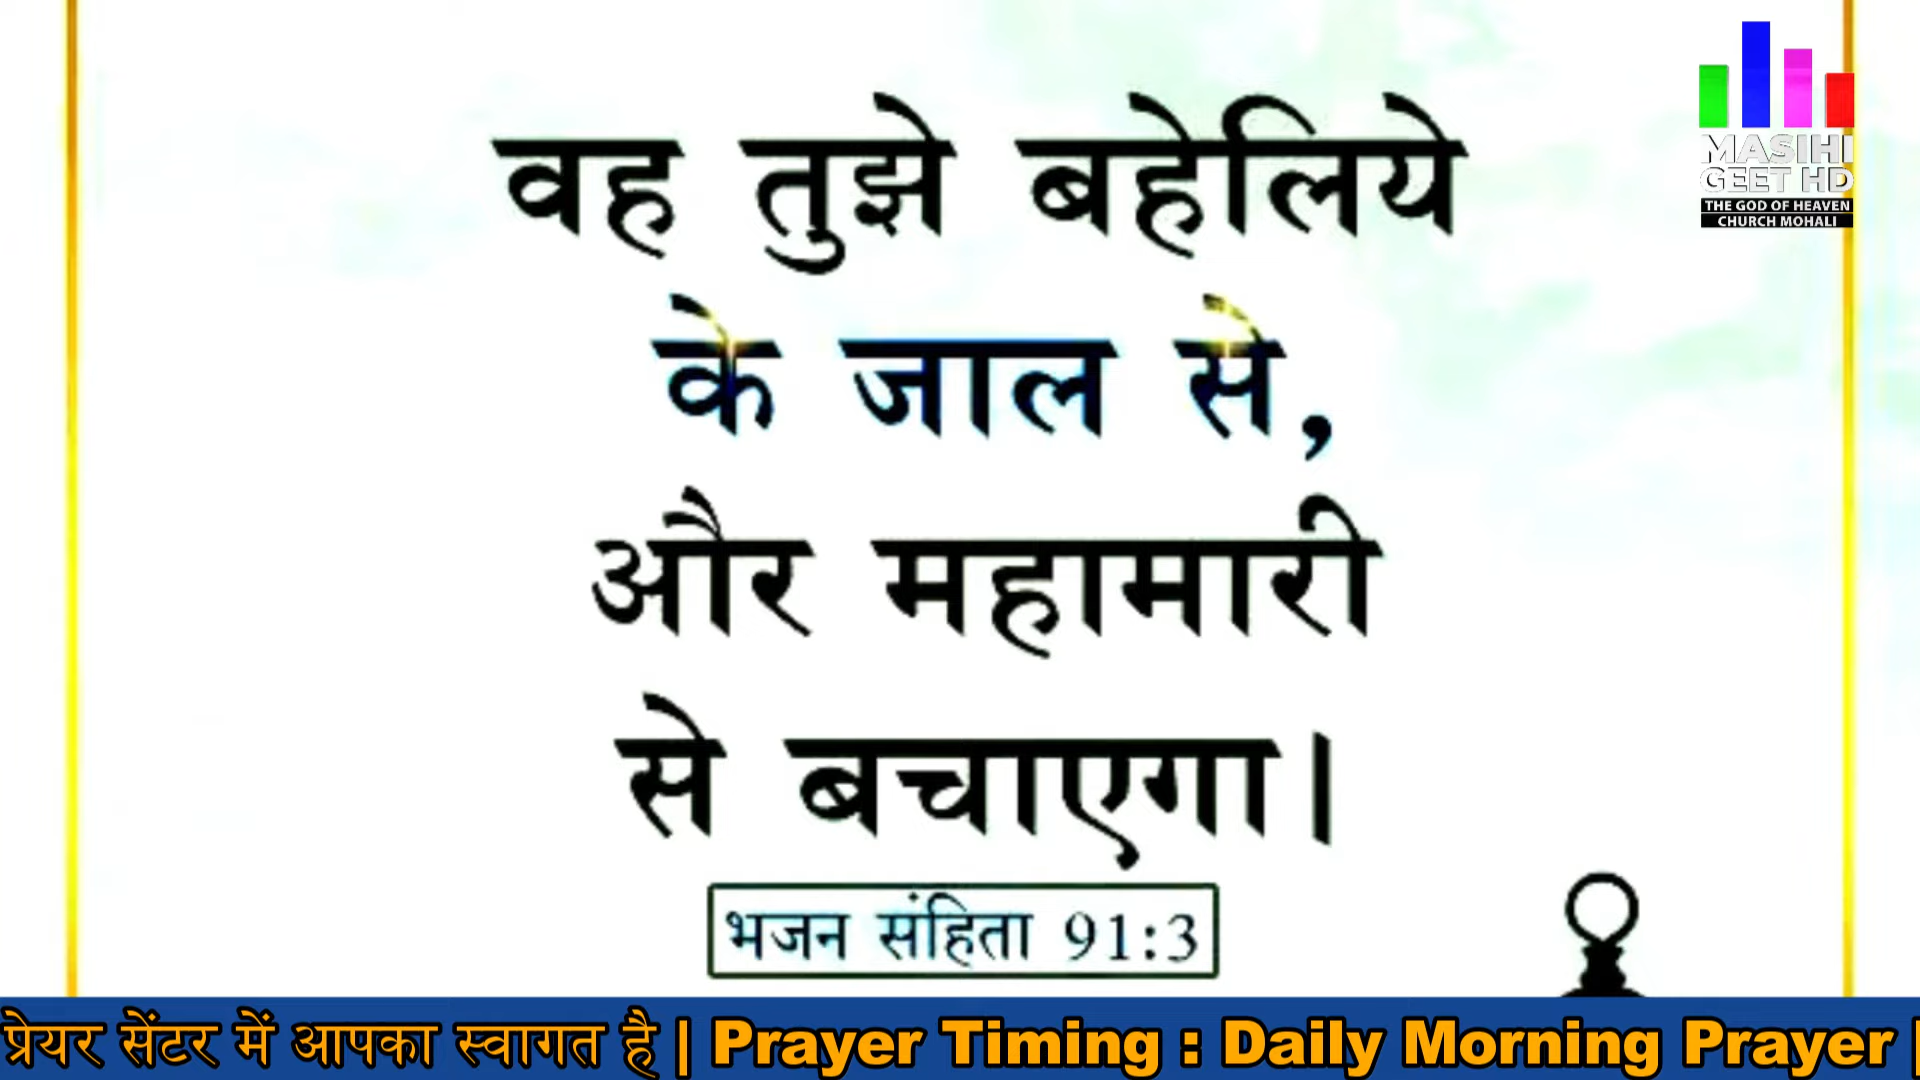 वह तुझे बहेलिये
के जाल से,
और महामारी
से बचाएगा।
भजन संहिता 91:3
MASIHI
GEET HD
THE GOD OF HEAVEN
CHURCH MOHALI
प्रेयर सेंटर में आपका स्वागत है | Prayer Timing : Daily Morning Prayer |